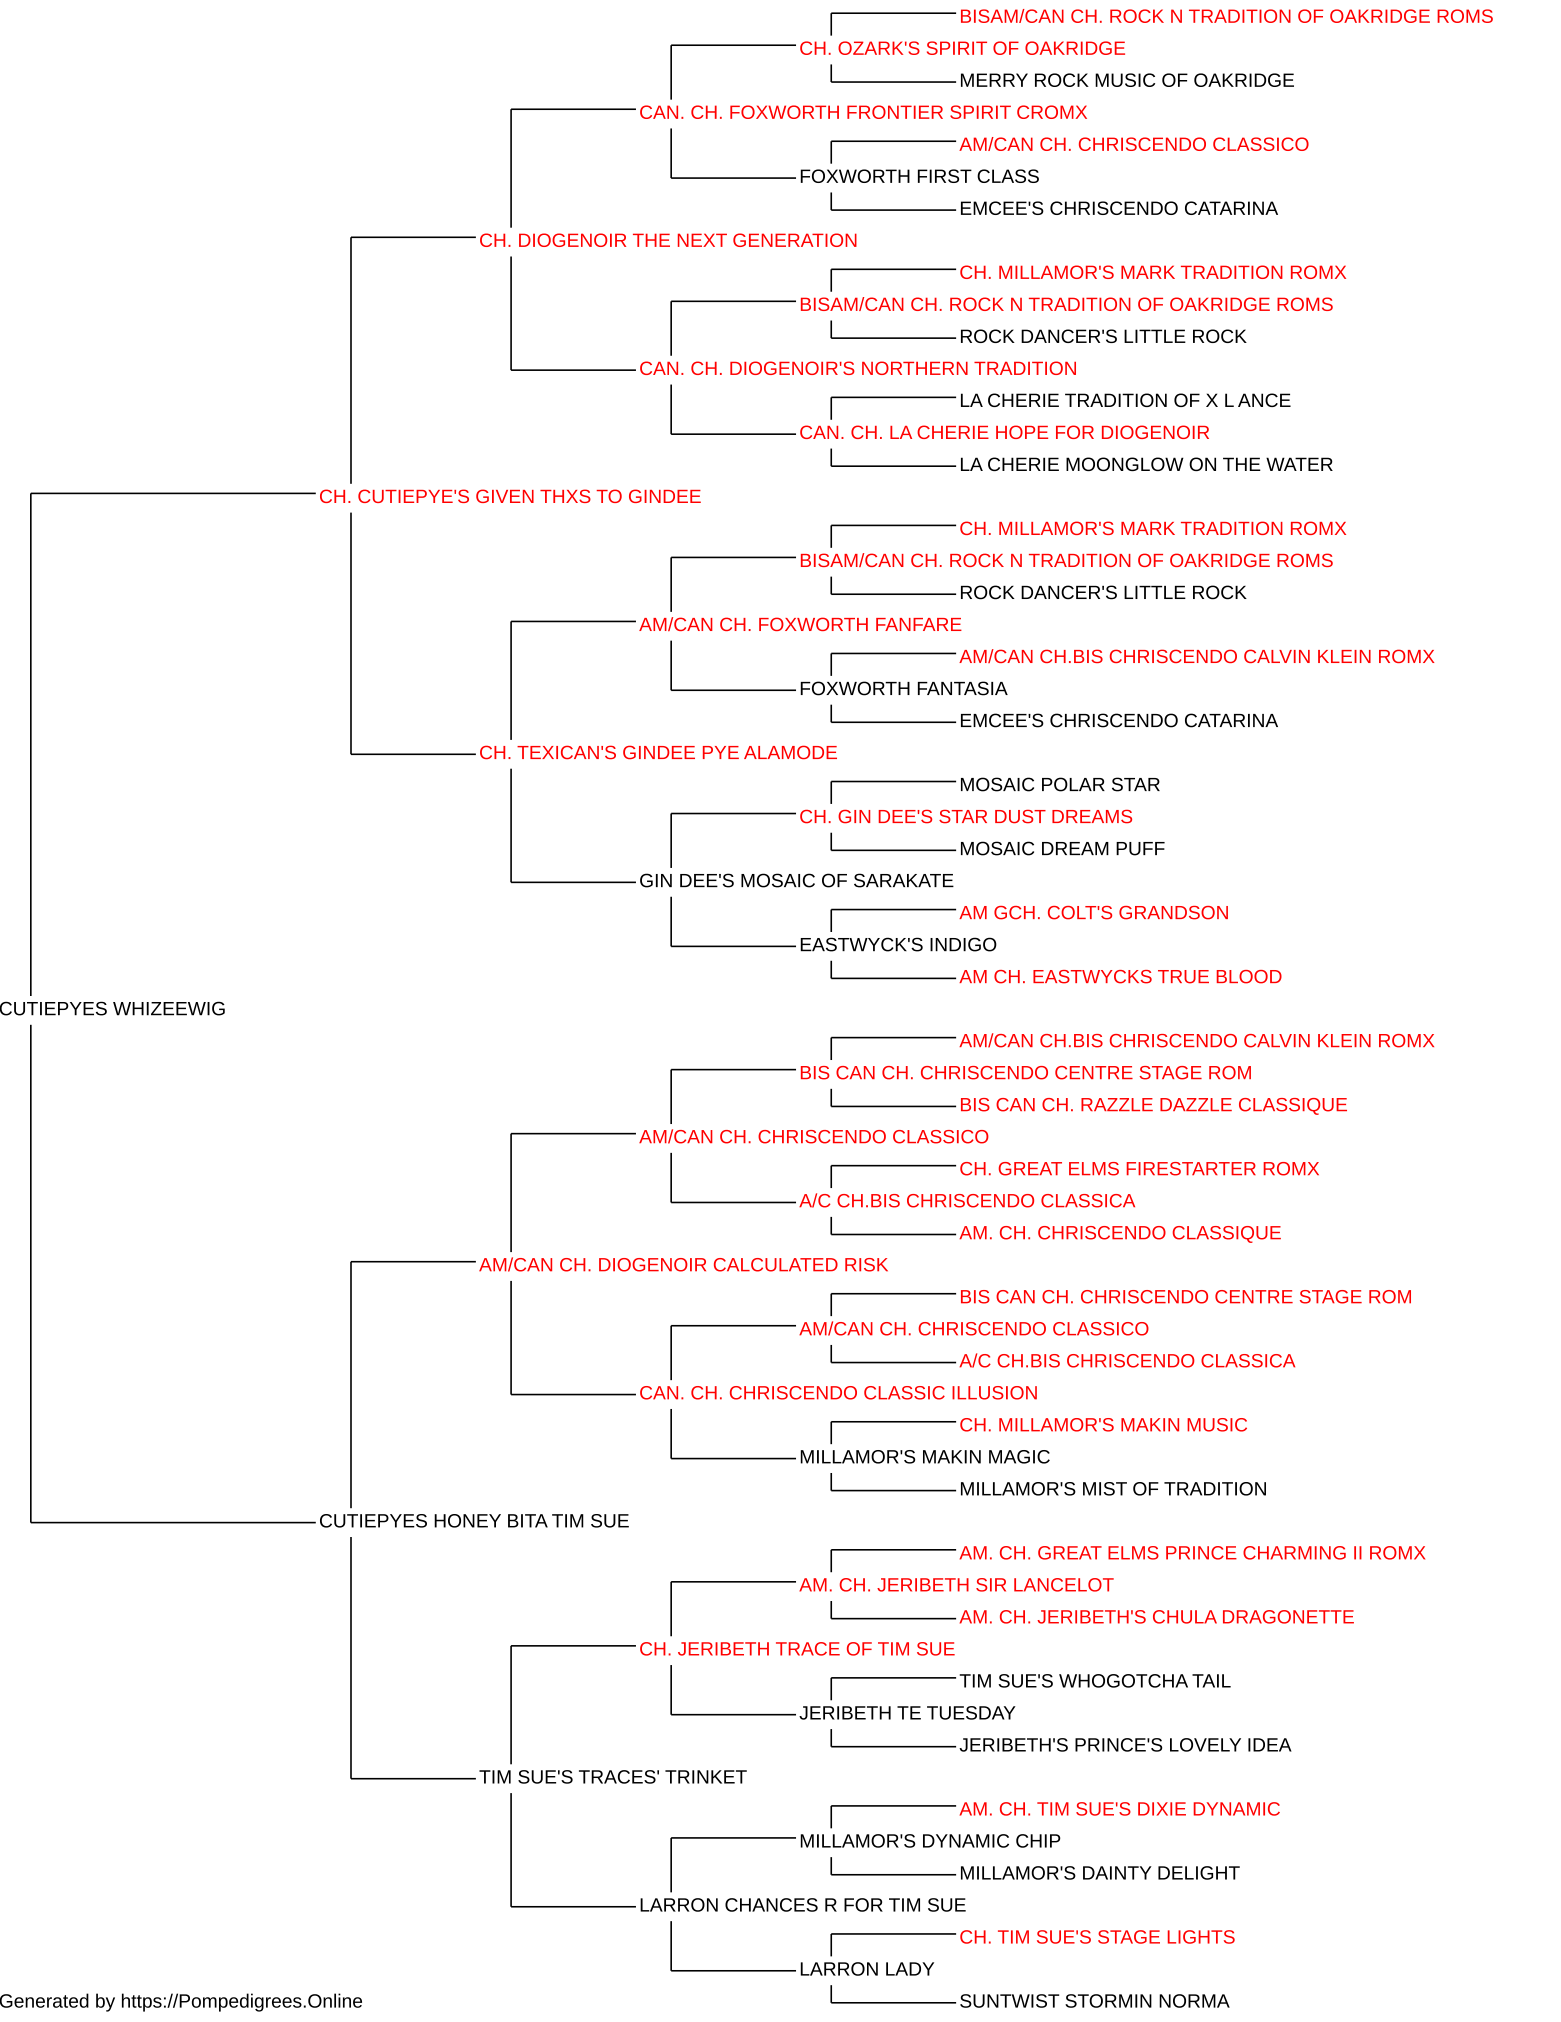 BISAM/CAN CH. ROCK N TRADITION OF OAKRIDGE ROMS
CH. OZARK'S SPIRIT OF OAKRIDGE
MERRY ROCK MUSIC OF OAKRIDGE
CAN. CH. FOXWORTH FRONTIER SPIRIT CROMX
AM/CAN CH. CHRISCENDO CLASSICO
FOXWORTH FIRST CLASS
EMCEE'S CHRISCENDO CATARINA
CH. DIOGENOIR THE NEXT GENERATION
CH. MILLAMOR'S MARK TRADITION ROMX
BISAM/CAN CH. ROCK N TRADITION OF OAKRIDGE ROMS
ROCK DANCER'S LITTLE ROCK
CAN. CH. DIOGENOIR'S NORTHERN TRADITION
LA CHERIE TRADITION OF X L ANCE
CAN. CH. LA CHERIE HOPE FOR DIOGENOIR
LA CHERIE MOONGLOW ON THE WATER
CH. CUTIEPYE'S GIVEN THXS TO GINDEE
CH. MILLAMOR'S MARK TRADITION ROMX
BISAM/CAN CH. ROCK N TRADITION OF OAKRIDGE ROMS
ROCK DANCER'S LITTLE ROCK
AM/CAN CH. FOXWORTH FANFARE
AM/CAN CH.BIS CHRISCENDO CALVIN KLEIN ROMX
FOXWORTH FANTASIA
EMCEE'S CHRISCENDO CATARINA
CH. TEXICAN'S GINDEE PYE ALAMODE
MOSAIC POLAR STAR
CH. GIN DEE'S STAR DUST DREAMS
MOSAIC DREAM PUFF
GIN DEE'S MOSAIC OF SARAKATE
AM GCH. COLT'S GRANDSON
EASTWYCK'S INDIGO
AM CH. EASTWYCKS TRUE BLOOD
CUTIEPYES WHIZEEWIG
AM/CAN CH.BIS CHRISCENDO CALVIN KLEIN ROMX
BIS CAN CH. CHRISCENDO CENTRE STAGE ROM
BIS CAN CH. RAZZLE DAZZLE CLASSIQUE
AM/CAN CH. CHRISCENDO CLASSICO
CH. GREAT ELMS FIRESTARTER ROMX
A/C CH.BIS CHRISCENDO CLASSICA
AM. CH. CHRISCENDO CLASSIQUE
AM/CAN CH. DIOGENOIR CALCULATED RISK
BIS CAN CH. CHRISCENDO CENTRE STAGE ROM
AM/CAN CH. CHRISCENDO CLASSICO
A/C CH.BIS CHRISCENDO CLASSICA
CAN. CH. CHRISCENDO CLASSIC ILLUSION
CH. MILLAMOR'S MAKIN MUSIC
MILLAMOR'S MAKIN MAGIC
MILLAMOR'S MIST OF TRADITION
CUTIEPYES HONEY BITA TIM SUE
AM. CH. GREAT ELMS PRINCE CHARMING II ROMX
AM. CH. JERIBETH SIR LANCELOT
AM. CH. JERIBETH'S CHULA DRAGONETTE
CH. JERIBETH TRACE OF TIM SUE
TIM SUE'S WHOGOTCHA TAIL
JERIBETH TE TUESDAY
JERIBETH'S PRINCE'S LOVELY IDEA
TIM SUE'S TRACES' TRINKET
AM. CH. TIM SUE'S DIXIE DYNAMIC
MILLAMOR'S DYNAMIC CHIP
MILLAMOR'S DAINTY DELIGHT
LARRON CHANCES R FOR TIM SUE
CH. TIM SUE'S STAGE LIGHTS
LARRON LADY
SUNTWIST STORMIN NORMA
Generated by https://Pompedigrees.Online